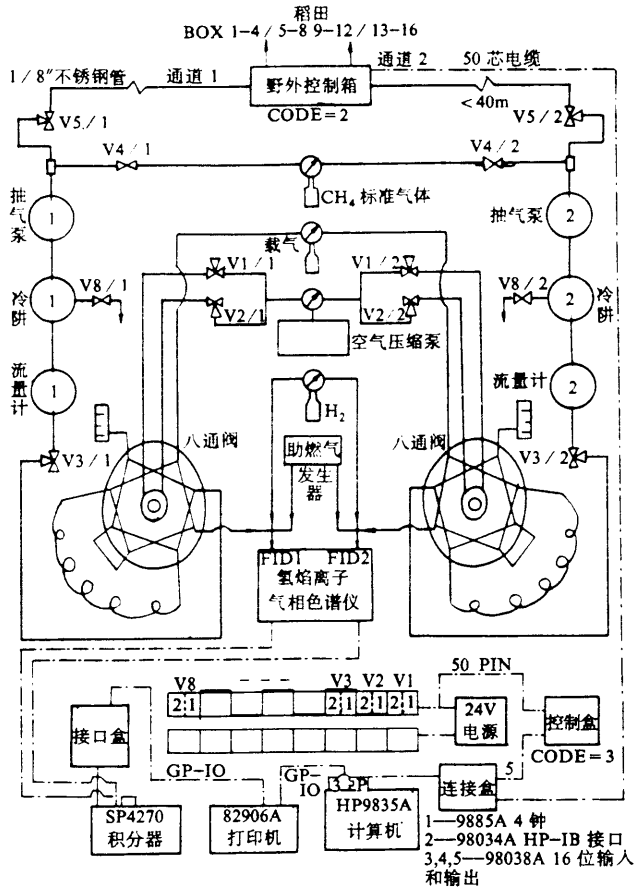 稻田
BOX 1-4/5-8 9-12/13-16
通道 2
50 芯电缆
1/8″不锈钢管
通道 1
野外控制箱
<40m
V5/1
CODE=2
V5/2
V4/1
V4/2
CH₄ 标准气体
抽气泵
1
抽气泵
2
载气
V1/1
V1/2
V8/1
V8/2
冷阱
1
2
冷阱
V2/1
V2/2
空气压缩泵
流量计
1
流量计
2
H₂
八通阀
助燃气
八通阀
V3/1
发生器
V3/2
FID1 FID2
氢焰离子
气相色谱仪
50 PIN
V8
V3 V2 V1
2 1
2 1 2 1 2 1
24V
电源
控制盒
接口盒
CODE=3
GP-IO
GP-IO
5
3 2 P
连接盒
SP4270
积分器
82906A
打印机
HP9835A
计算机
1—9885A 4 钟
2—98034A HP-IB 接口
3,4,5—98038A 16 位输入
和输出